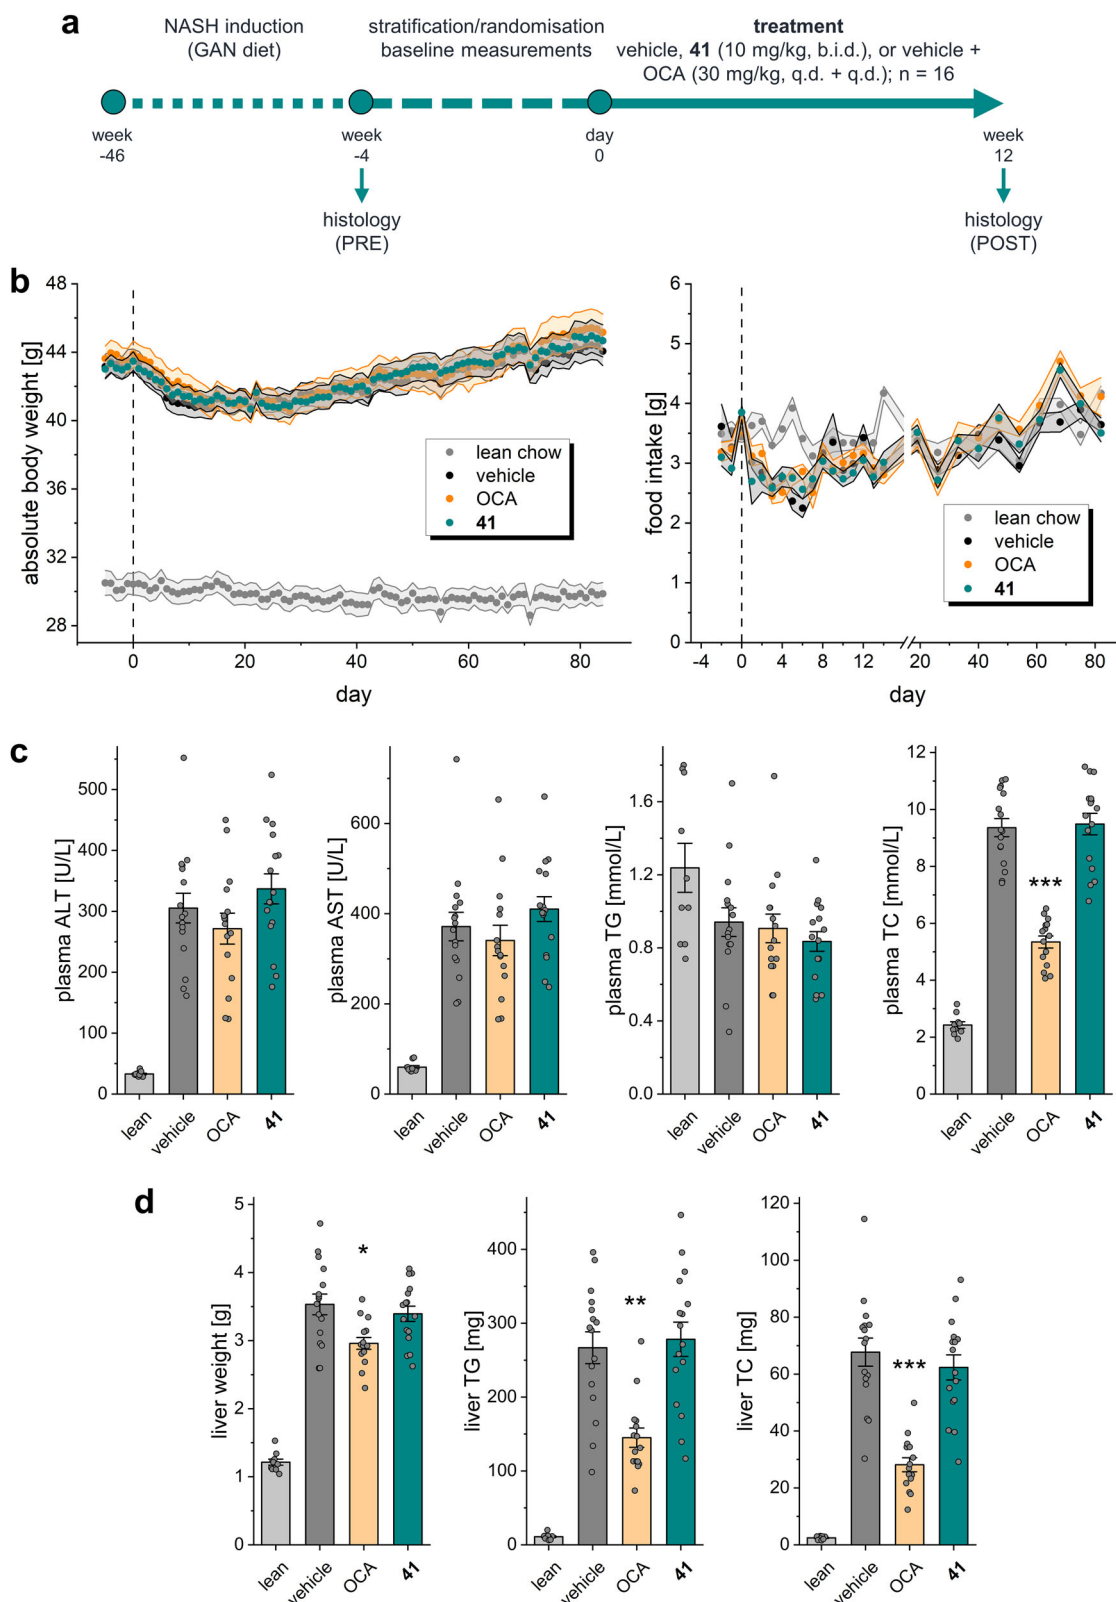 a
NASH induction
(GAN diet)
stratification/randomisation
baseline measurements
treatment
vehicle, 41 (10 mg/kg, b.i.d.), or vehicle +
OCA (30 mg/kg, q.d. + q.d.); n = 16
week
-46
week
-4
day
0
week
12
histology
(PRE)
histology
(POST)
b
absolute body weight [g]
48
44
40
36
32
28
0
20
40
60
80
day
lean chow
vehicle
OCA
41
food intake [g]
6
5
4
3
2
1
0
-4
0
4
8
12
20
40
60
80
day
lean chow
vehicle
OCA
41
c
plasma ALT [U/L]
500
400
300
200
100
0
lean
vehicle
OCA
41
plasma AST [U/L]
600
400
200
0
lean
vehicle
OCA
41
plasma TG [mmol/L]
1.6
1.2
0.8
0.4
0.0
lean
vehicle
OCA
41
plasma TC [mmol/L]
12
10
8
6
4
2
0
***
lean
vehicle
OCA
41
d
liver weight [g]
5
4
3
2
1
0
*
lean
vehicle
OCA
41
liver TG [mg]
400
300
200
100
0
**
lean
vehicle
OCA
41
liver TC [mg]
120
100
80
60
40
20
0
***
lean
vehicle
OCA
41